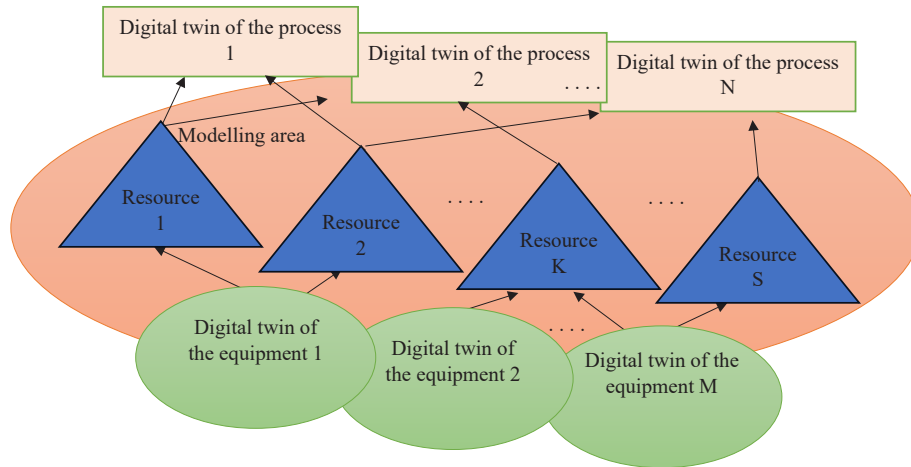 Digital twin of the process
1
Digital twin of the process
2
. . . .
Digital twin of the process
N
Modelling area
Resource
1
Resource
2
. . . .
Resource
K
. . . .
Resource
S
Digital twin of
the equipment 1
Digital twin of
the equipment 2
. . . .
Digital twin of the
equipment M